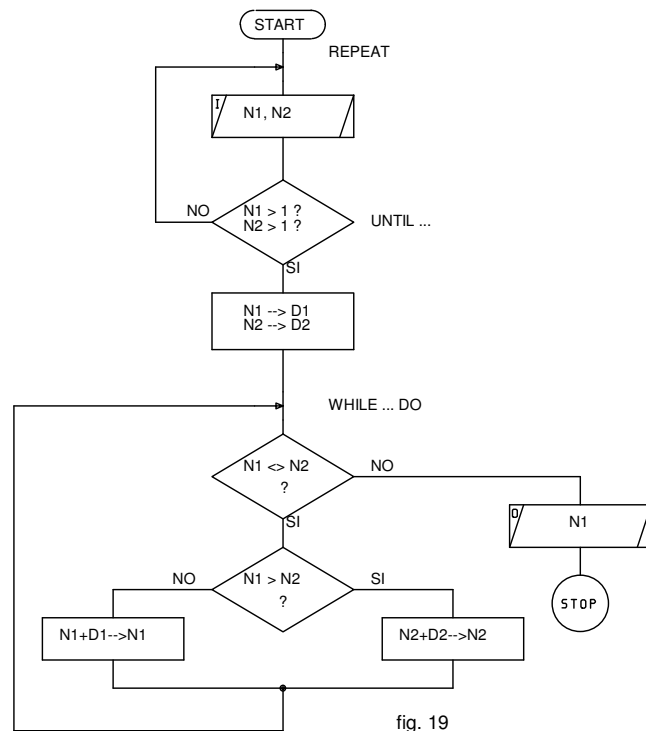 START
REPEAT
I
N1, N2
NO
N1 > 1 ?
N2 > 1 ?
UNTIL ...
SI
N1 --> D1
N2 --> D2
WHILE ... DO
N1 <> N2
?
NO
SI
O
N1
NO
N1 > N2
?
SI
STOP
N1+D1-->N1
N2+D2-->N2
fig. 19